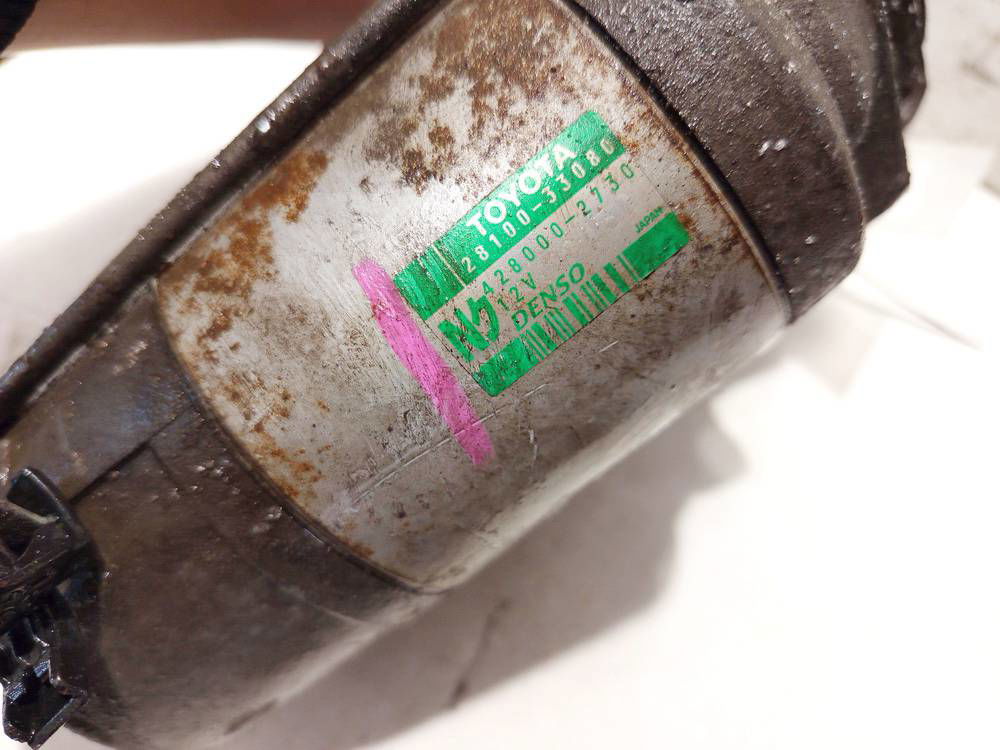 TOYOTA
28100-33080
428000-2730
12V
DENSO
JAPAN